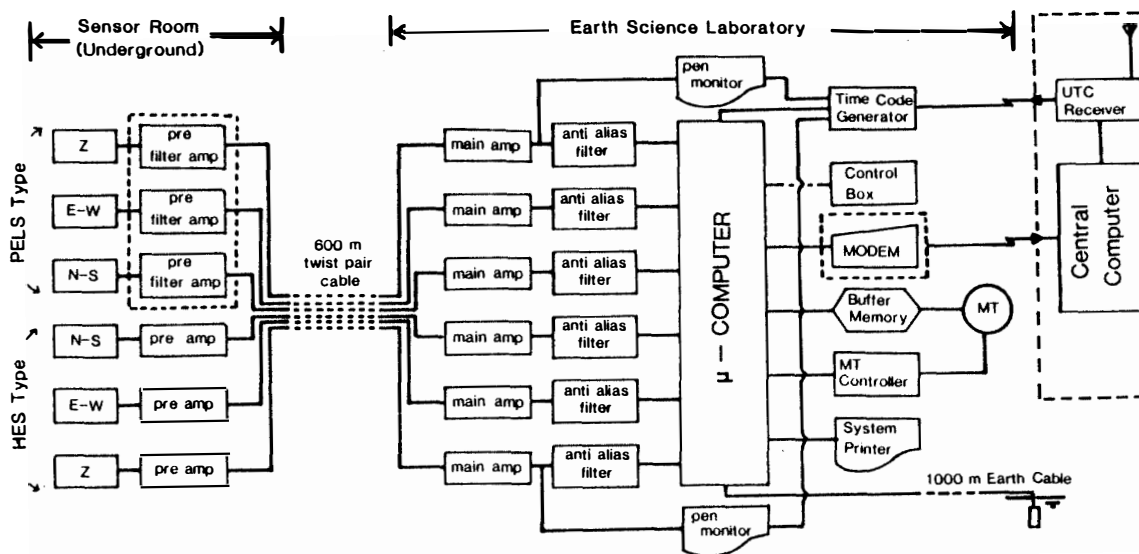 Sensor Room
(Underground)
Earth Science Laboratory
PELS Type
HES Type
Z
pre
filter amp
E-W
pre
filter amp
N-S
pre
filter amp
N-S
pre amp
E-W
pre amp
Z
pre amp
600 m
twist pair
cable
main amp
anti alias
filter
main amp
anti alias
filter
main amp
anti alias
filter
main amp
anti alias
filter
main amp
anti alias
filter
main amp
anti alias
filter
pen
monitor
pen
monitor
μ-COMPUTER
Time Code
Generator
Control
Box
MODEM
Buffer
Memory
MT
MT
Controller
System
Printer
1000 m Earth Cable
UTC
Receiver
Central
Computer